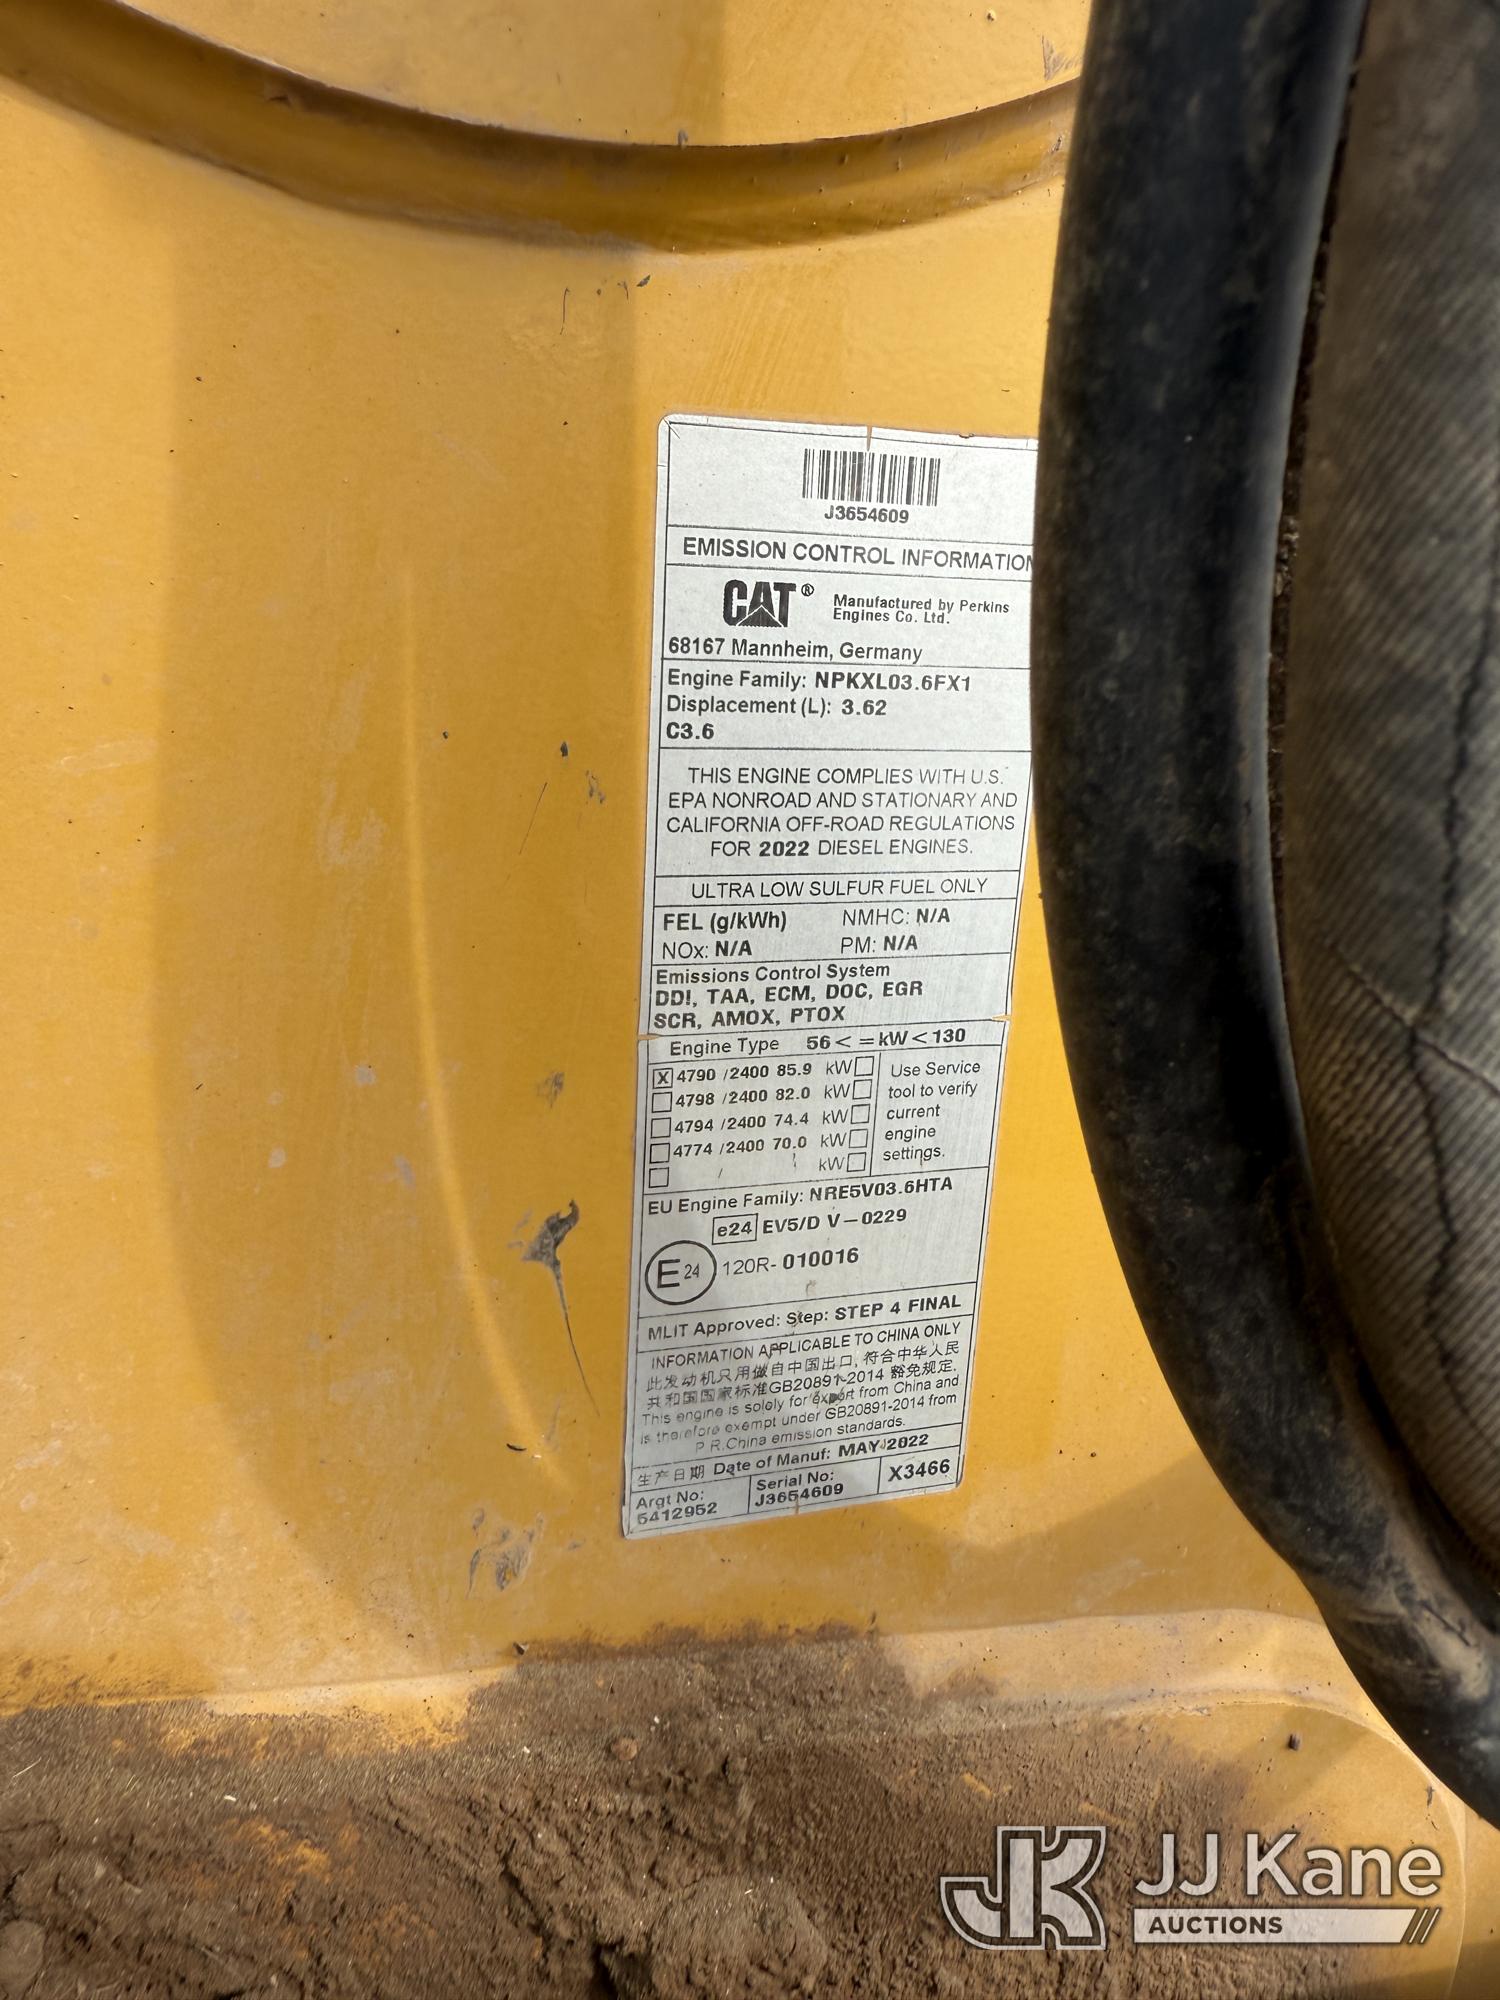 J3654609
EMISSION CONTROL INFORMATION
CAT®
Manufactured by Perkins
Engines Co. Ltd.
68167 Mannheim, Germany
Engine Family: NPKXL03.6FX1
Displacement (L): 3.62
C3.6
THIS ENGINE COMPLIES WITH U.S.
EPA NONROAD AND STATIONARY AND
CALIFORNIA OFF-ROAD REGULATIONS
FOR 2022 DIESEL ENGINES.
ULTRA LOW SULFUR FUEL ONLY
FEL (g/kWh) NMHC: N/A
NOx: N/A PM: N/A
Emissions Control System
DDI, TAA, ECM, DOC, EGR
SCR, AMOX, PTOX
Engine Type 56 < = kW < 130
X 4790 /2400 85.9 kW
4798 /2400 82.0 kW
4794 /2400 74.4 kW
4774 /2400 70.0 kW
/ kW
Use Service
tool to verify
current
engine
settings.
EU Engine Family: NRE5V03.6HTA
e24 EV5/D V-0229
E24 120R-010016
MLIT Approved: Step: STEP 4 FINAL
INFORMATION APPLICABLE TO CHINA ONLY
此发动机只用做自中国出口, 符合中华人民
共和国国家标准GB20891-2014 豁免规定.
This engine is solely for export from China and
is therefore exempt under GB20891-2014 from
P R.China emission standards.
生产日期 Date of Manuf: MAY 2022
Argt No:
5412952
Serial No:
J3654609
X3466
JK JJ Kane
AUCTIONS